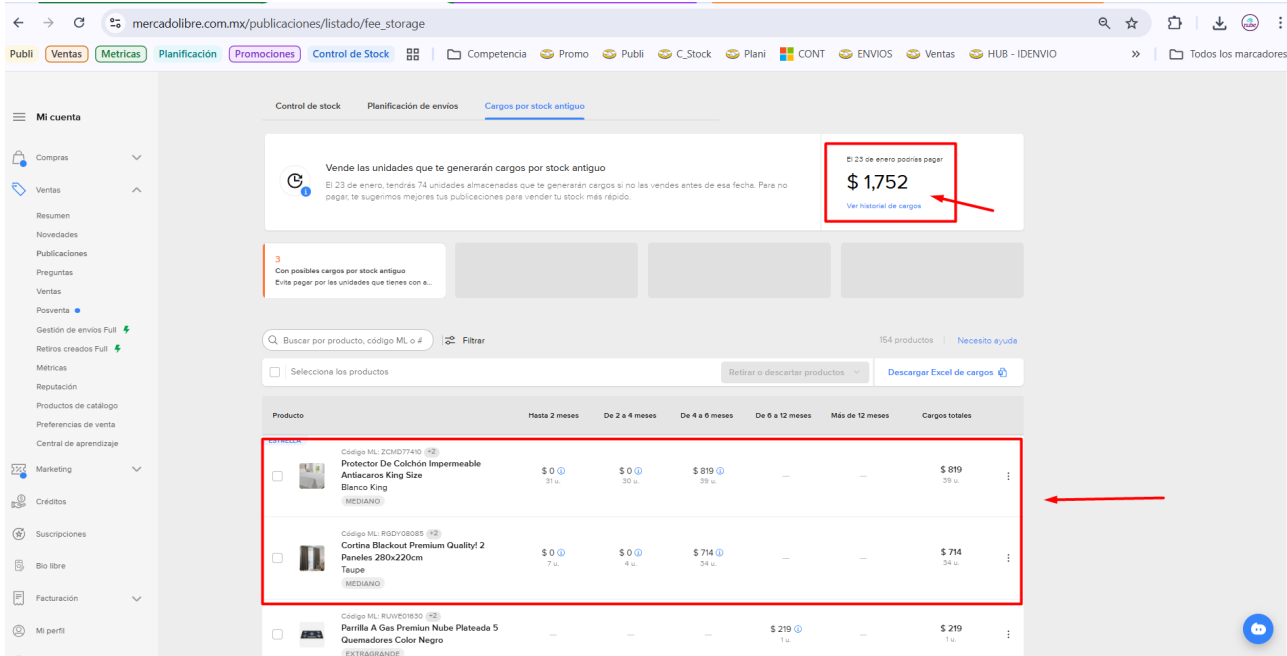 mercadolibre.com.mx/publicaciones/listado/fee_storage
Publi Ventas Metricas Planificación Promociones Control de Stock Competencia Promo Publi C_Stock Plani CONT ENVIOS Ventas HUB - IDENVIO » Todos los marcadores
Mi cuenta
Compras
Ventas
Resumen
Novedades
Publicaciones
Preguntas
Ventas
Posventa
Gestión de envíos Full
Retiros creados Full
Métricas
Reputación
Productos de catálogo
Preferencias de venta
Central de aprendizaje
Marketing
Créditos
Suscripciones
Bio libre
Facturación
Mi perfil
Control de stock Planificación de envíos Cargos por stock antiguo
Vende las unidades que te generarán cargos por stock antiguo
El 23 de enero, tendrás 74 unidades almacenadas que te generarán cargos si no las vendes antes de esa fecha. Para no
pagar, te sugerimos mejores tus publicaciones para vender tu stock más rápido.
El 23 de enero podrías pagar
$ 1,752
Ver historial de cargos
3
Con posibles cargos por stock antiguo
Evita pagar por las unidades que tienes con a...
Buscar por producto, código ML o # Filtrar 154 productos Necesito ayuda
Selecciona los productos Retirar o descartar productos Descargar Excel de cargos
Producto Hasta 2 meses De 2 a 4 meses De 4 a 6 meses De 6 a 12 meses Más de 12 meses Cargos totales
ESTRELLA
Código ML: ZCMD77410 +2
Protector De Colchón Impermeable
Antiacaros King Size
Blanco King
MEDIANO
$ 0 $ 0 $ 819 — — $ 819
31 u. 30 u. 39 u. 39 u.
Código ML: RGDY08085 +2
Cortina Blackout Premium Quality! 2
Paneles 280x220cm
Taupe
MEDIANO
$ 0 $ 0 $ 714 — — $ 714
7 u. 4 u. 34 u. 34 u.
Código ML: RUWE01630 +2
Parrilla A Gas Premiun Nube Plateada 5
Quemadores Color Negro
EXTRAGRANDE
— — — $ 219 — $ 219
1 u. 1 u.